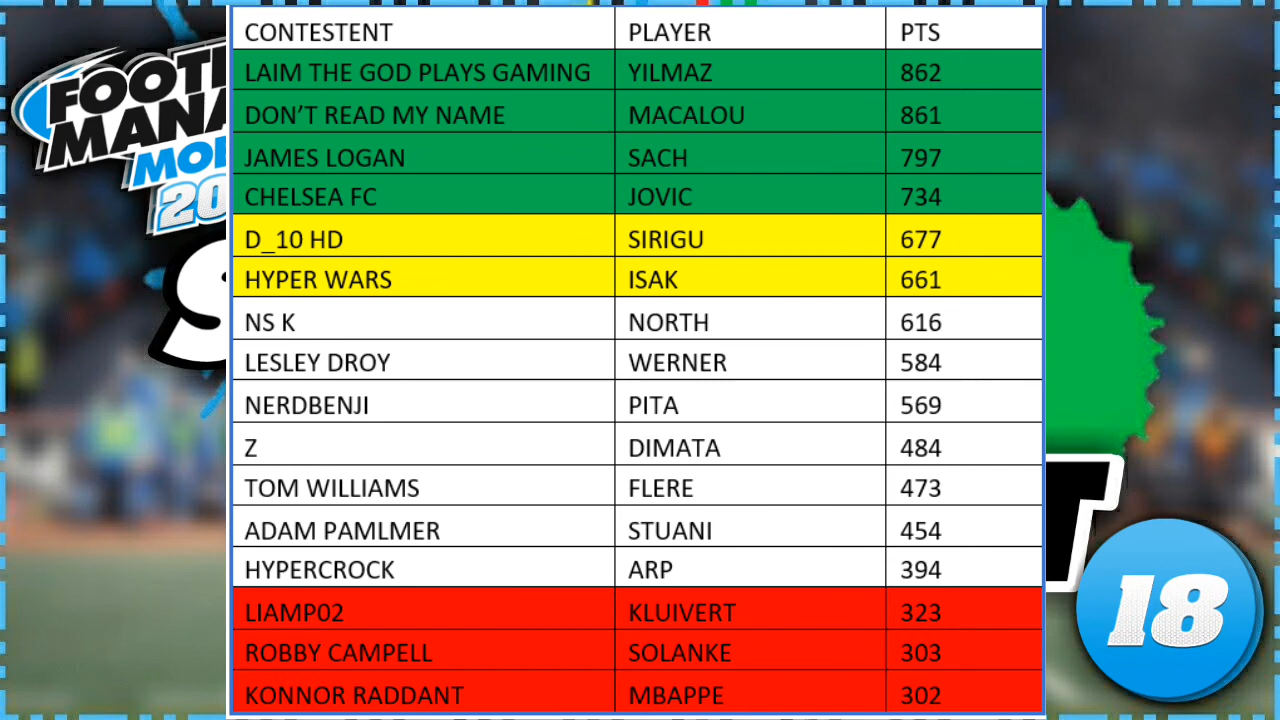 CONTESTENT PLAYER PTS
LAIM THE GOD PLAYS GAMING YILMAZ 862
DON’T READ MY NAME MACALOU 861
JAMES LOGAN SACH 797
CHELSEA FC JOVIC 734
D_10 HD SIRIGU 677
HYPER WARS ISAK 661
NS K NORTH 616
LESLEY DROY WERNER 584
NERDBENJI PITA 569
Z DIMATA 484
TOM WILLIAMS FLERE 473
ADAM PAMLMER STUANI 454
HYPERCROCK ARP 394
LIAMP02 KLUIVERT 323
ROBBY CAMPELL SOLANKE 303
KONNOR RADDANT MBAPPE 302
18